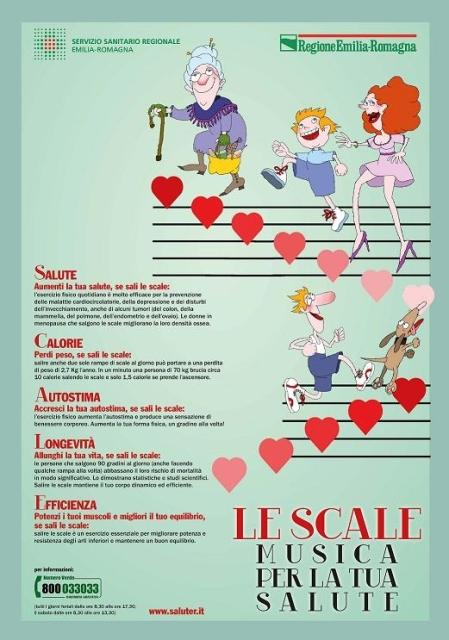 SERVIZIO SANITARIO REGIONALE
EMILIA-ROMAGNA
RegioneEmilia-Romagna
SALUTE
Aumenti la tua salute, se sali le scale:
l'esercizio fisico quotidiano è molto efficace per la prevenzione
delle malattie cardiocircolatorie, della depressione e dei disturbi
dell'invecchiamento, anche di alcuni tumori (del colon, della
mammella, del polmone, dell'endometrio e dell'ovaio). Le donne in
menopausa che salgono le scale migliorano la loro densità ossea.
CALORIE
Perdi peso, se sali le scale:
salire anche due sole rampe di scale al giorno può portare a una perdita
di peso di 2,7 Kg l'anno. In un minuto una persona di 70 kg brucia circa
10 calorie salendo le scale e solo 1,5 calorie se prende l'ascensore.
AUTOSTIMA
Accresci la tua autostima, se sali le scale:
l'esercizio fisico aumenta l'autostima e produce una sensazione di
benessere corporeo. Aumenta la tua forma fisica, un gradino alla volta!
LONGEVITÀ
Allunghi la tua vita, se sali le scale:
le persone che salgono 90 gradini al giorno (anche facendo
qualche rampa alla volta) abbassano il loro rischio di mortalità
in modo significativo. Lo dimostrano statistiche e studi scientifici.
Salire le scale mantiene il tuo corpo dinamico ed efficiente.
EFFICIENZA
Potenzi i tuoi muscoli e migliori il tuo equilibrio,
se sali le scale:
salire le scale è un esercizio essenziale per migliorare potenza e
resistenza degli arti inferiori e mantenere un buon equilibrio.
LE SCALE
MUSICA
PER LA TUA
SALUTE
per informazioni:
Numero Verde
800 033033
(tutti i giorni feriali dalle ore 8,30 alle ore 17,30;
il sabato dalle ore 8,30 alle ore 13,30)
www.saluter.it